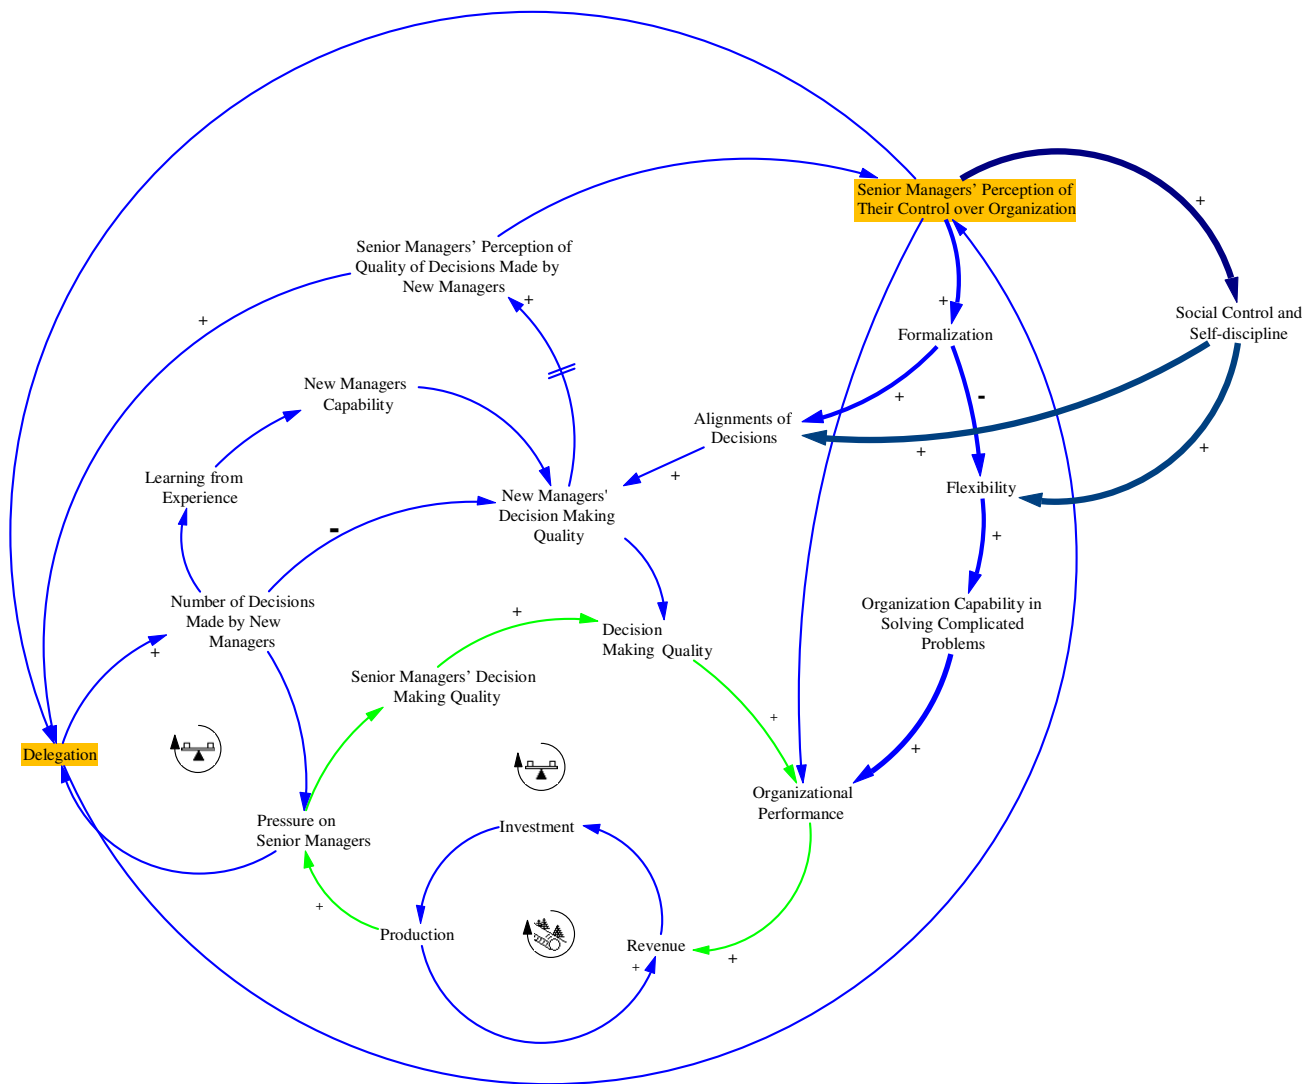 +
Senior Managers’ Perception of
Their Control over Organization
Senior Managers’ Perception of
Quality of Decisions Made by
New Managers
+
+
+
Formalization
Social Control and
Self-discipline
+
New Managers
Capability
+
-
Alignments of
Decisions
+
+
+
Learning from
Experience
Flexibility
New Managers'
Decision Making
Quality
-
+
Number of Decisions
Made by New
Managers
+
Organization Capability in
Solving Complicated
Problems
+
Decision
Making Quality
Senior Managers’ Decision
Making Quality
+
+
Delegation
Organizational
Performance
Pressure on
Senior Managers
Investment
+
Production
Revenue
+
+